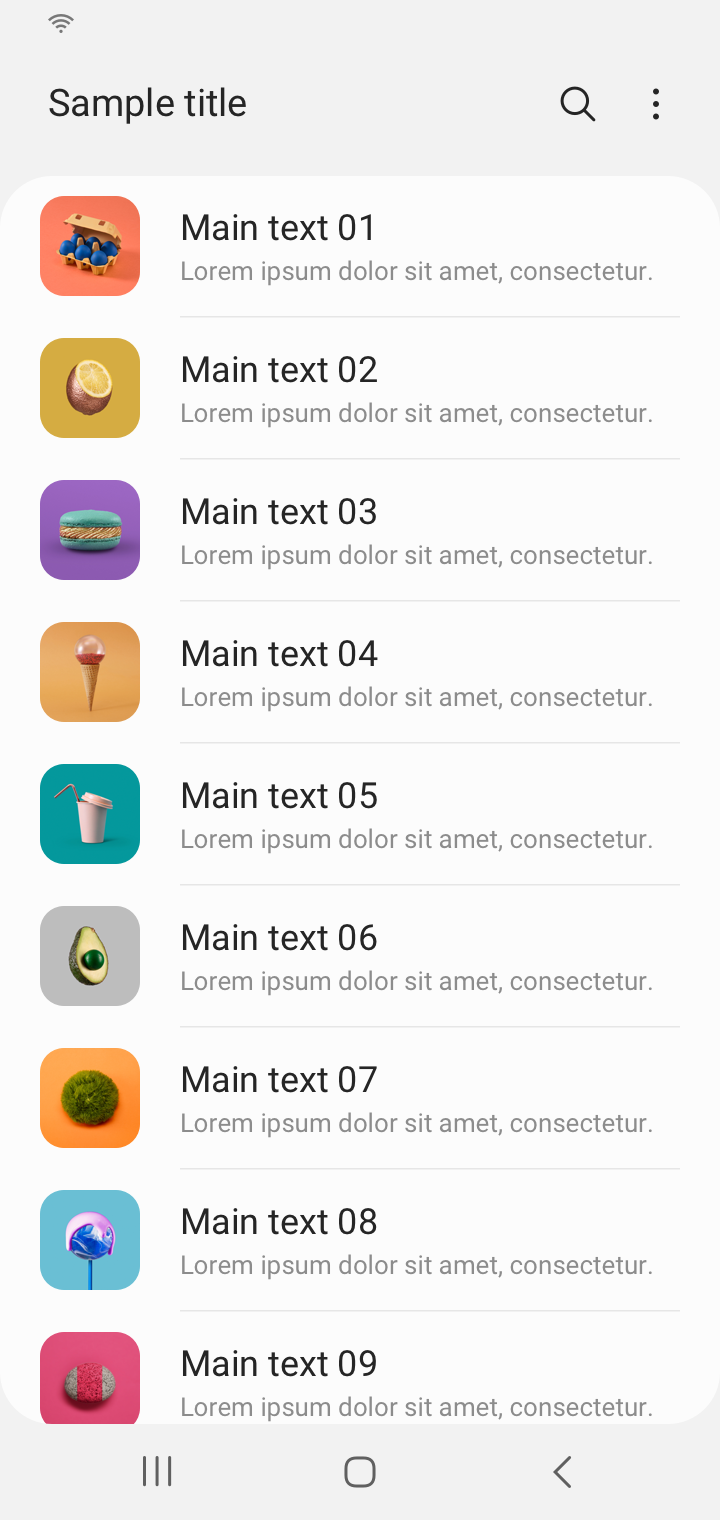 Sample title
Main text 01
Lorem ipsum dolor sit amet, consectetur.
Main text 02
Lorem ipsum dolor sit amet, consectetur.
Main text 03
Lorem ipsum dolor sit amet, consectetur.
Main text 04
Lorem ipsum dolor sit amet, consectetur.
Main text 05
Lorem ipsum dolor sit amet, consectetur.
Main text 06
Lorem ipsum dolor sit amet, consectetur.
Main text 07
Lorem ipsum dolor sit amet, consectetur.
Main text 08
Lorem ipsum dolor sit amet, consectetur.
Main text 09
Lorem ipsum dolor sit amet, consectetur.